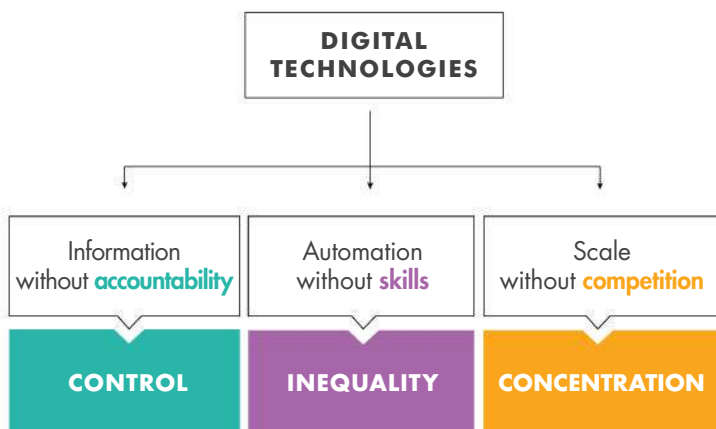 DIGITAL
TECHNOLOGIES
Information
without accountability
Automation
without skills
Scale
without competition
CONTROL
INEQUALITY
CONCENTRATION